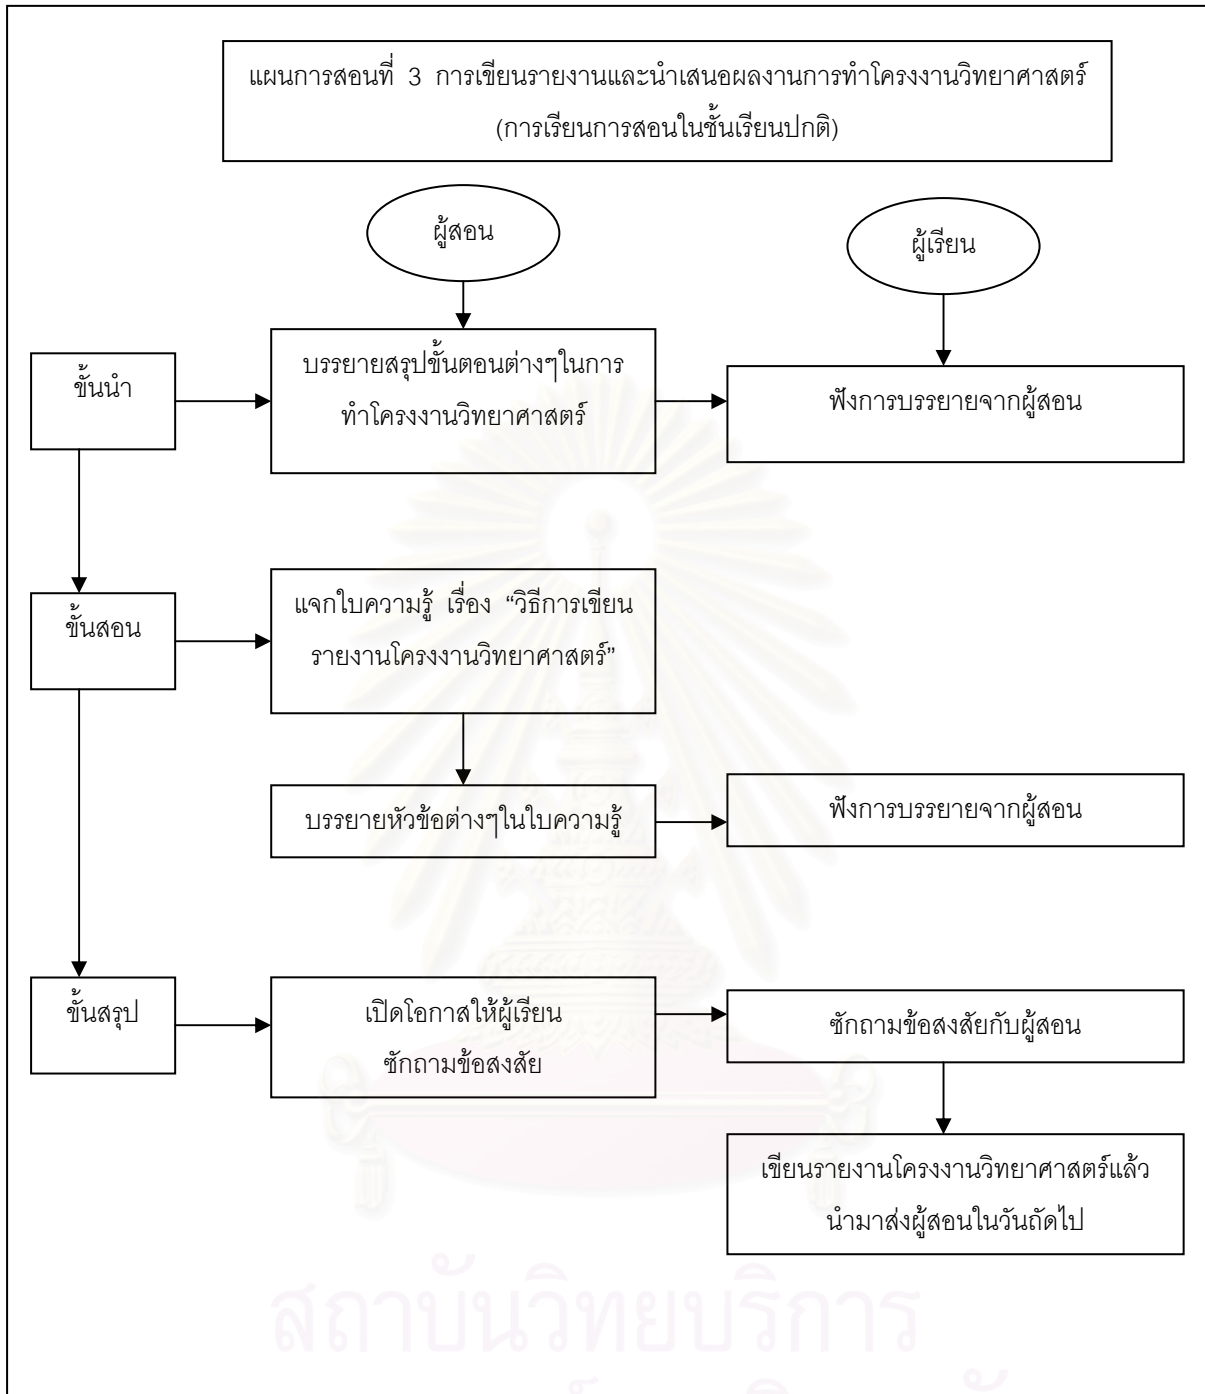 แผนการสอนที่ 3 การเขียนรายงานและนำเสนอผลงานการทำโครงงานวิทยาศาสตร์
(การเรียนการสอนในชั้นเรียนปกติ)
ผู้สอน
ผู้เรียน
ขั้นนำ
บรรยายสรุปขั้นตอนต่างๆในการ
ทำโครงงานวิทยาศาสตร์
ฟังการบรรยายจากผู้สอน
ขั้นสอน
แจกใบความรู้ เรื่อง “วิธีการเขียน
รายงานโครงงานวิทยาศาสตร์”
บรรยายหัวข้อต่างๆในใบความรู้
ฟังการบรรยายจากผู้สอน
ขั้นสรุป
เปิดโอกาสให้ผู้เรียน
ซักถามข้อสงสัย
ซักถามข้อสงสัยกับผู้สอน
เขียนรายงานโครงงานวิทยาศาสตร์แล้ว
นำมาส่งผู้สอนในวันถัดไป
สถาบันวิทยบริการ